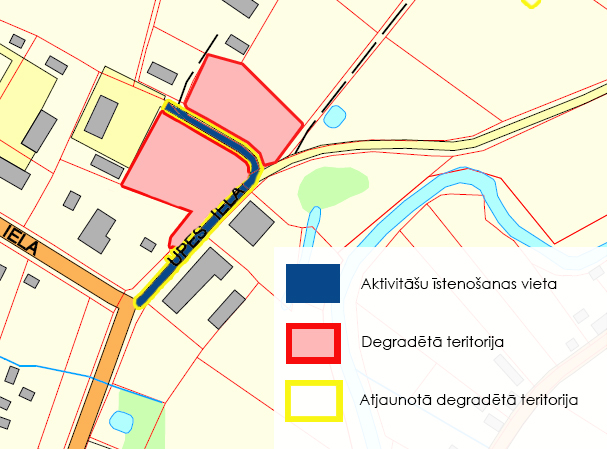 UPES IELA
IELA
Aktivitāšu īstenošanas vieta
Degradētā teritorija
Atjaunotā degradētā teritorija